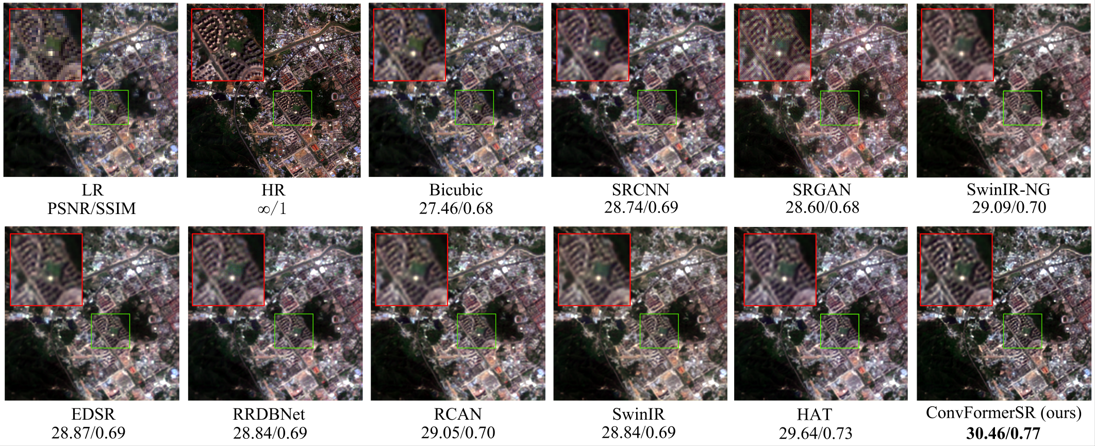 LR
PSNR/SSIM
HR
∞/1
Bicubic
27.46/0.68
SRCNN
28.74/0.69
SRGAN
28.60/0.68
SwinIR-NG
29.09/0.70
EDSR
28.87/0.69
RRDBNet
28.84/0.69
RCAN
29.05/0.70
SwinIR
28.84/0.69
HAT
29.64/0.73
ConvFormerSR (ours)
30.46/0.77